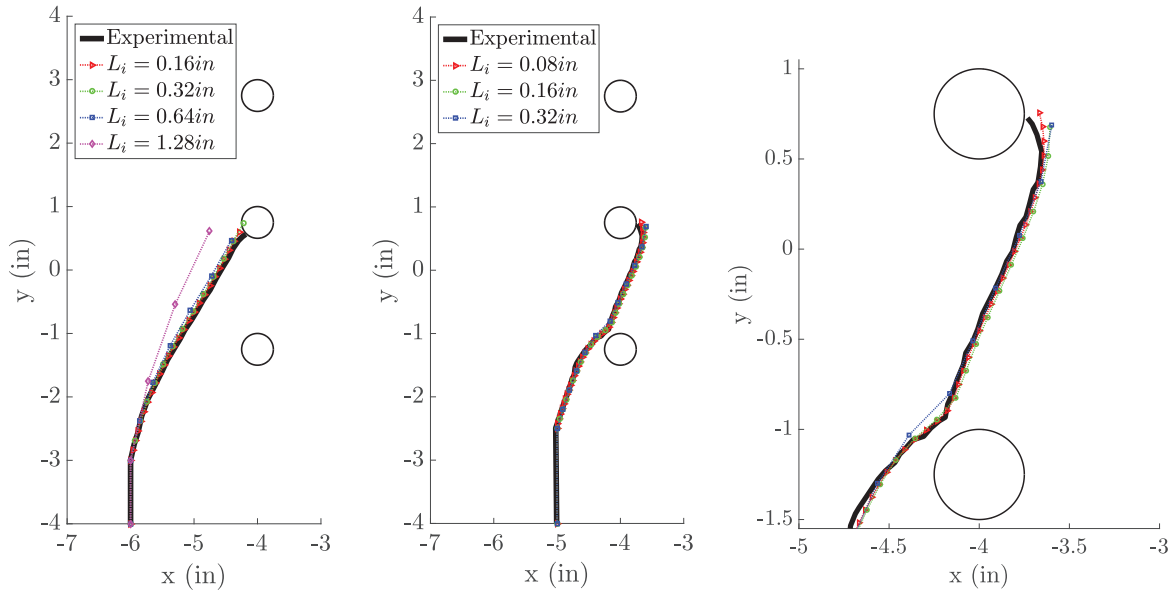 4
3
2
1
0
-1
-2
-3
-4
-7
-6
-5
-4
-3
x (in)
y (in)
Experimental
L_i = 0.16in
L_i = 0.32in
L_i = 0.64in
L_i = 1.28in
4
3
2
1
0
-1
-2
-3
-4
-7
-6
-5
-4
-3
x (in)
y (in)
Experimental
L_i = 0.08in
L_i = 0.16in
L_i = 0.32in
1
0.5
0
-0.5
-1
-1.5
-5
-4.5
-4
-3.5
-3
x (in)
y (in)